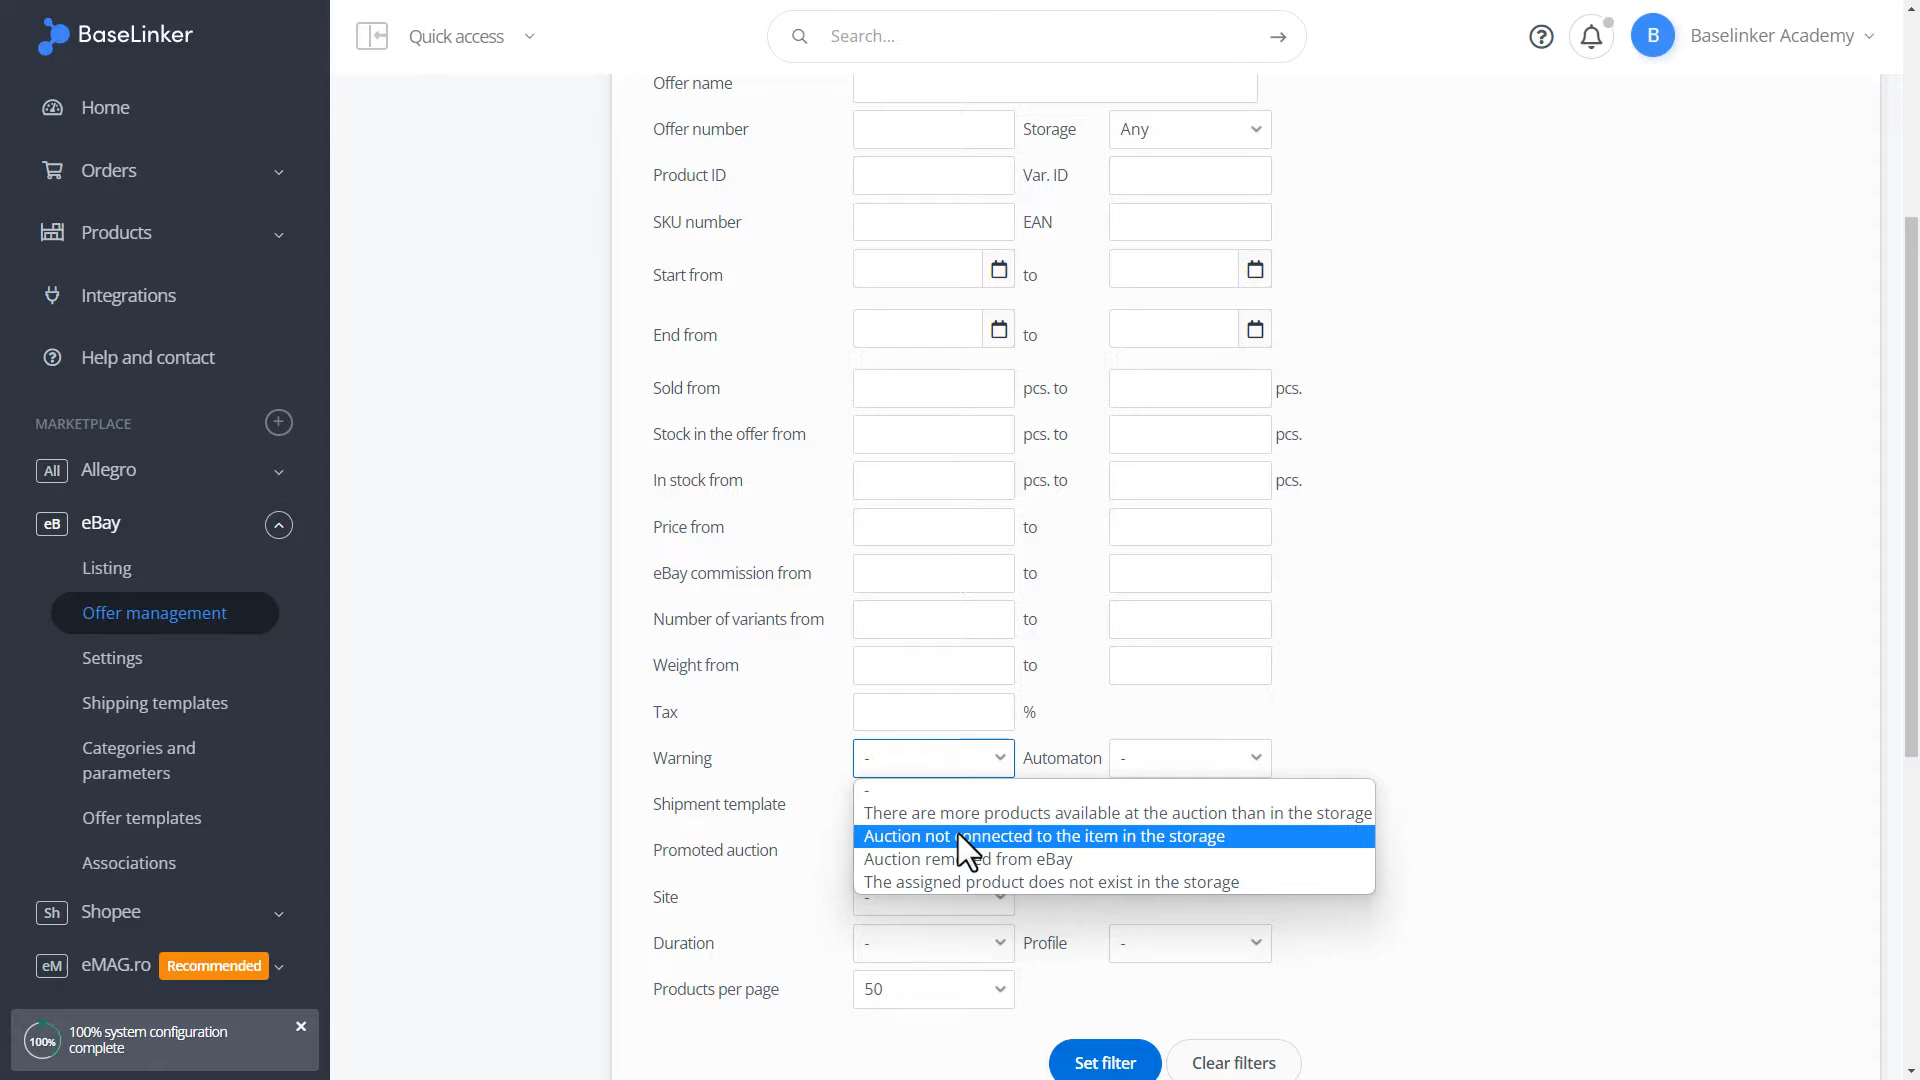 BaseLinker
Quick access
Search...
B
Baselinker Academy
Home
Orders
Products
Integrations
Help and contact
MARKETPLACE
All Allegro
eB eBay
Listing
Offer management
Settings
Shipping templates
Categories and
parameters
Offer templates
Associations
Sh Shopee
eM eMAG.ro Recommended
100% 100% system configuration
complete
Offer name
Offer number Storage Any
Product ID Var. ID
SKU number EAN
Start from to
End from to
Sold from pcs. to pcs.
Stock in the offer from pcs. to pcs.
In stock from pcs. to pcs.
Price from to
eBay commission from to
Number of variants from to
Weight from to
Tax %
Warning - Automaton -
-
Shipment template
There are more products available at the auction than in the storage
Auction not connected to the item in the storage
Promoted auction
Auction removed from eBay
The assigned product does not exist in the storage
Site -
Duration - Profile -
Products per page 50
Set filter Clear filters